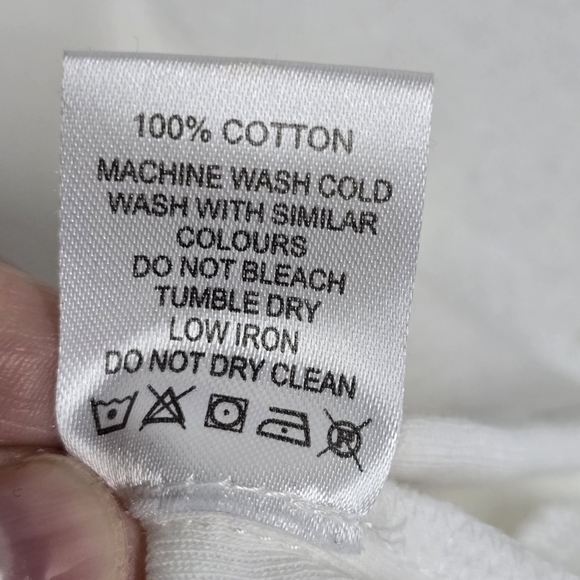 100% COTTON
MACHINE WASH COLD
WASH WITH SIMILAR
COLOURS
DO NOT BLEACH
TUMBLE DRY
LOW IRON
DO NOT DRY CLEAN